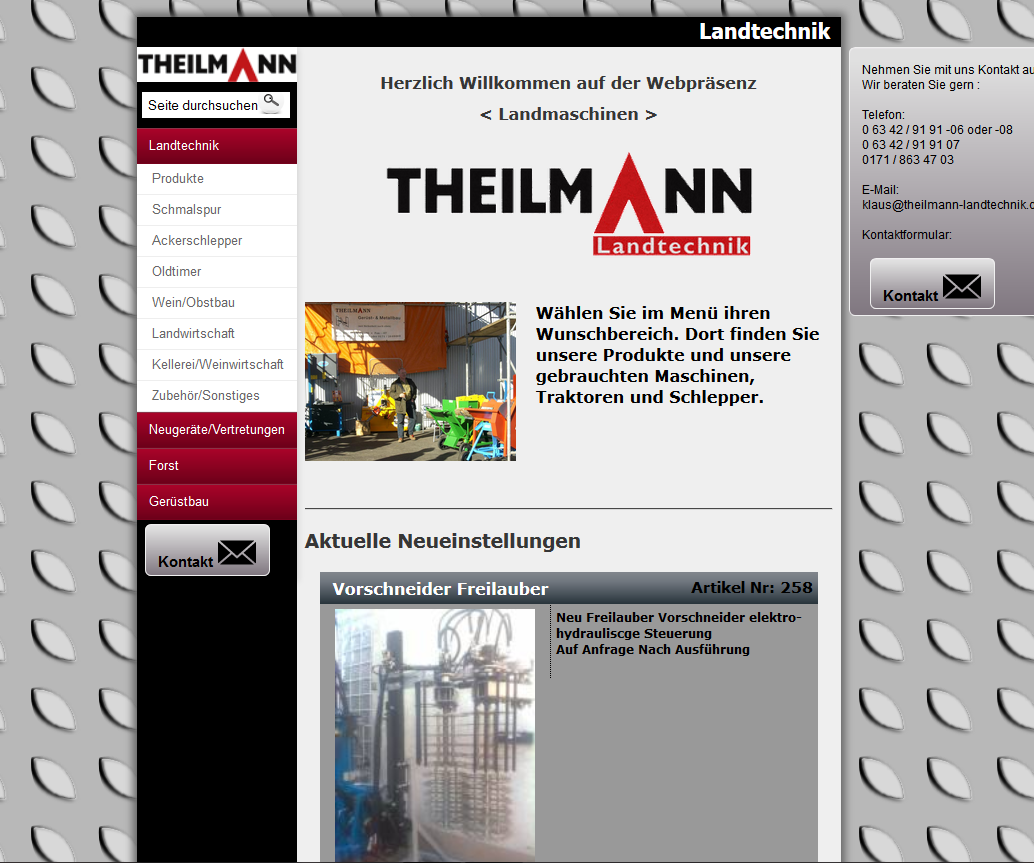 Landtechnik
THEILMANN
Seite durchsuchen
Landtechnik
Produkte
Schmalspur
Ackerschlepper
Oldtimer
Wein/Obstbau
Landwirtschaft
Kellerei/Weinwirtschaft
Zubehör/Sonstiges
Neugeräte/Vertretungen
Forst
Gerüstbau
Kontakt
Herzlich Willkommen auf der Webpräsenz
< Landmaschinen >
THEILMANN
Landtechnik
THEILMANN
Wählen Sie im Menü ihren
Wunschbereich. Dort finden Sie
unsere Produkte und unsere
gebrauchten Maschinen,
Traktoren und Schlepper.
Aktuelle Neueinstellungen
Vorschneider Freilauber
Artikel Nr: 258
Neu Freilauber Vorschneider elektro-
hydrauliscge Steuerung
Auf Anfrage Nach Ausführung
Nehmen Sie mit uns Kontakt au
Wir beraten Sie gern :
Telefon:
0 63 42 / 91 91 -06 oder -08
0 63 42 / 91 91 07
0171 / 863 47 03
E-Mail:
klaus@theilmann-landtechnik.d
Kontaktformular:
Kontakt